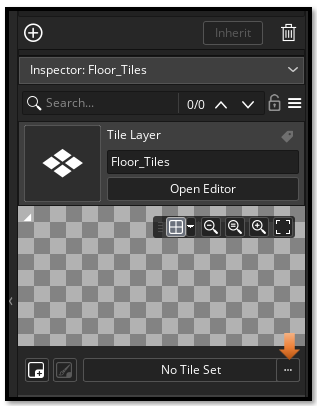 Inherit
Inspector: Floor_Tiles
Search...
0/0
Tile Layer
Floor_Tiles
Open Editor
No Tile Set
...